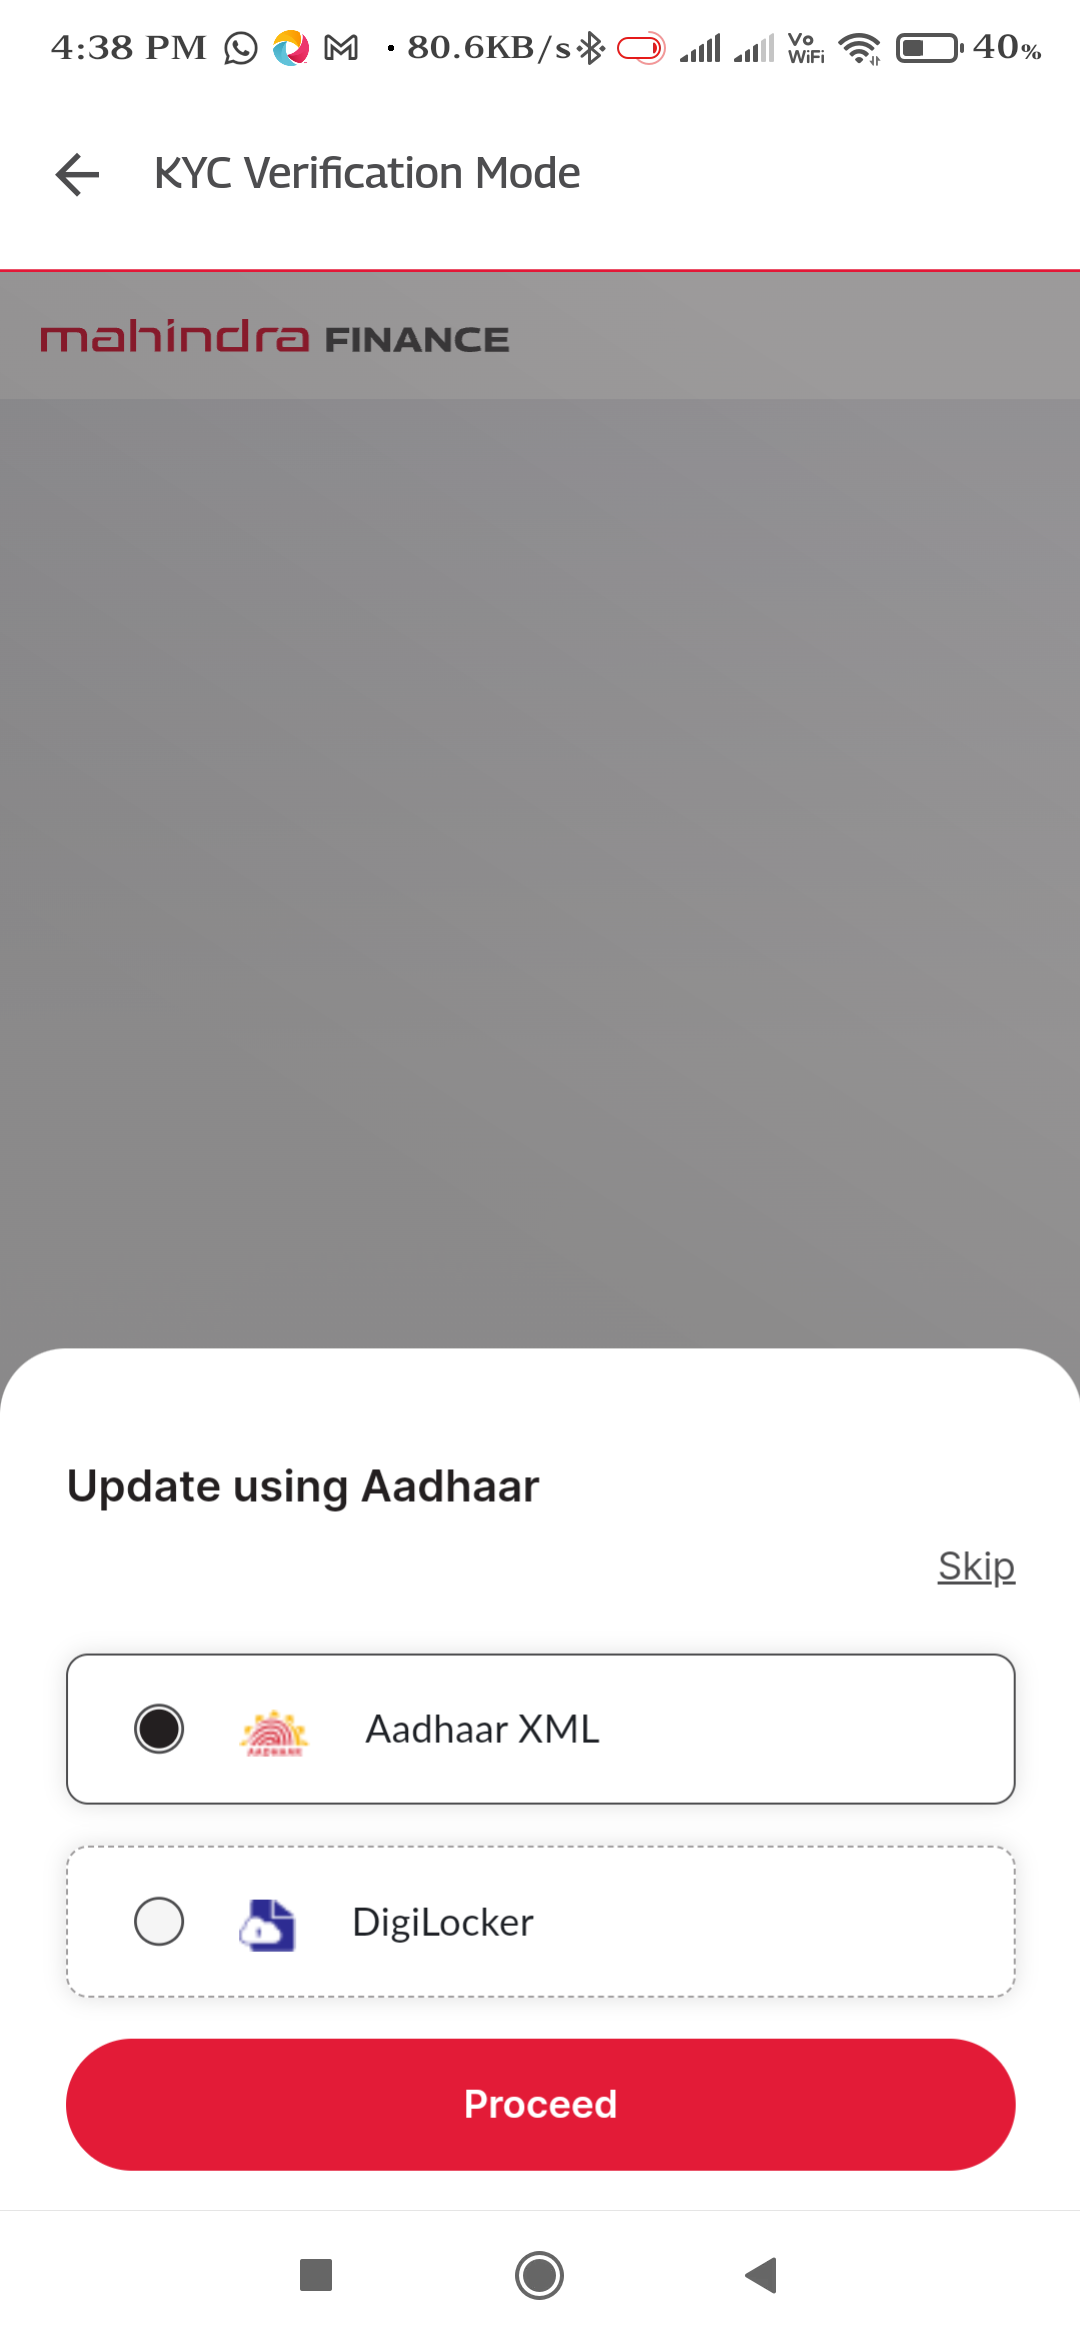 4:38 PM 80.6KB/s Vo WiFi 40%
KYC Verification Mode
mahindra FINANCE
Update using Aadhaar
Skip
AADHAAR Aadhaar XML
DigiLocker
Proceed